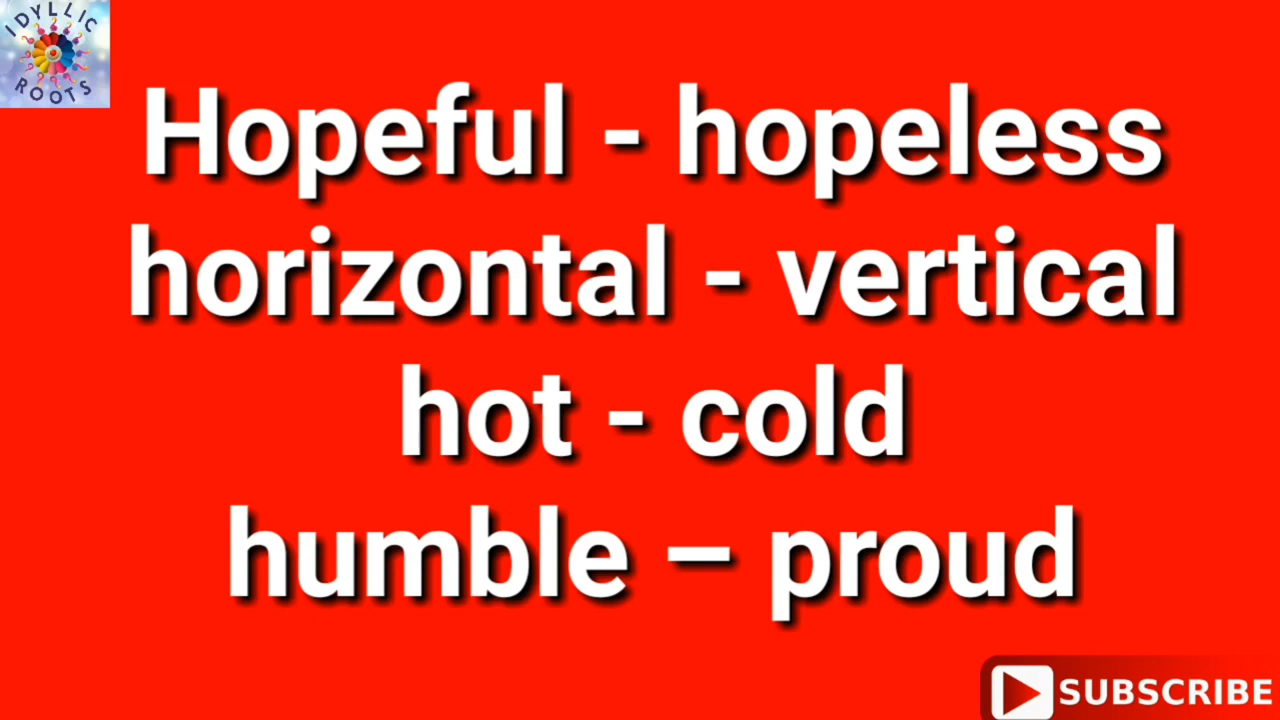 IDYLLIC
ROOTS
Hopeful - hopeless
horizontal - vertical
hot - cold
humble – proud
SUBSCRIBE